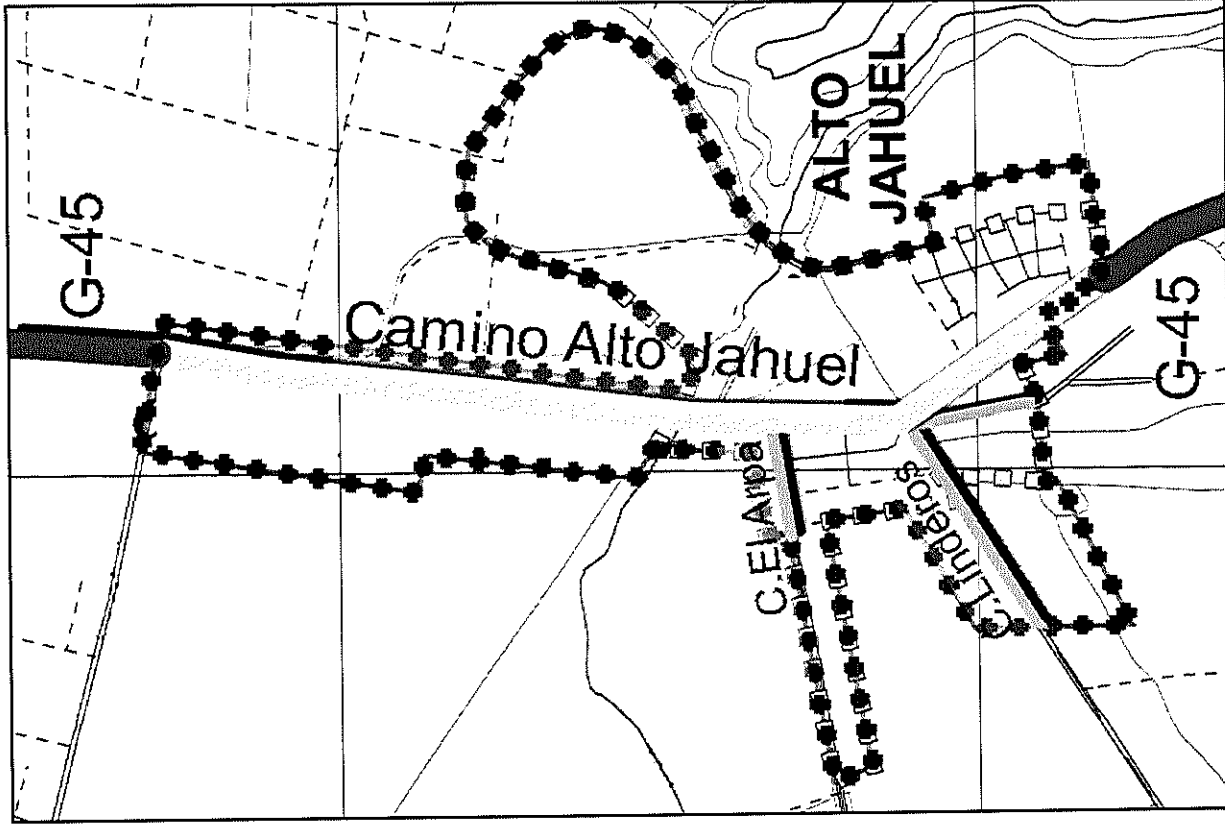 G-45
Camino Alto Jahuel
ALTO
JAHUEL
C.El Arpa
C.Linderos
G-45